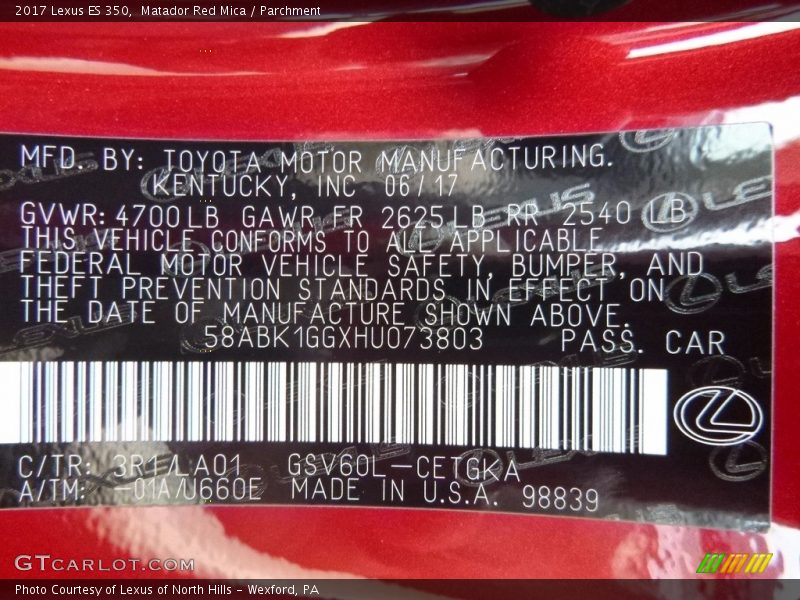 2017 Lexus ES 350, Matador Red Mica / Parchment
MFD. BY: TOYOTA MOTOR MANUFACTURING.
KENTUCKY, INC 06/17
GVWR: 4700 LB GAWR FR 2625 LB RR 2540 LB
THIS VEHICLE CONFORMS TO ALL APPLICABLE
FEDERAL MOTOR VEHICLE SAFETY, BUMPER, AND
THEFT PREVENTION STANDARDS IN EFFECT ON
THE DATE OF MANUFACTURE SHOWN ABOVE.
58ABK1GGXHU073803 PASS. CAR
C/TR: 3R1/LA01 GSV60L-CETGKA
A/TM: -01A/U660E MADE IN U.S.A. 98839
GTCARLOT.COM
Photo Courtesy of Lexus of North Hills - Wexford, PA